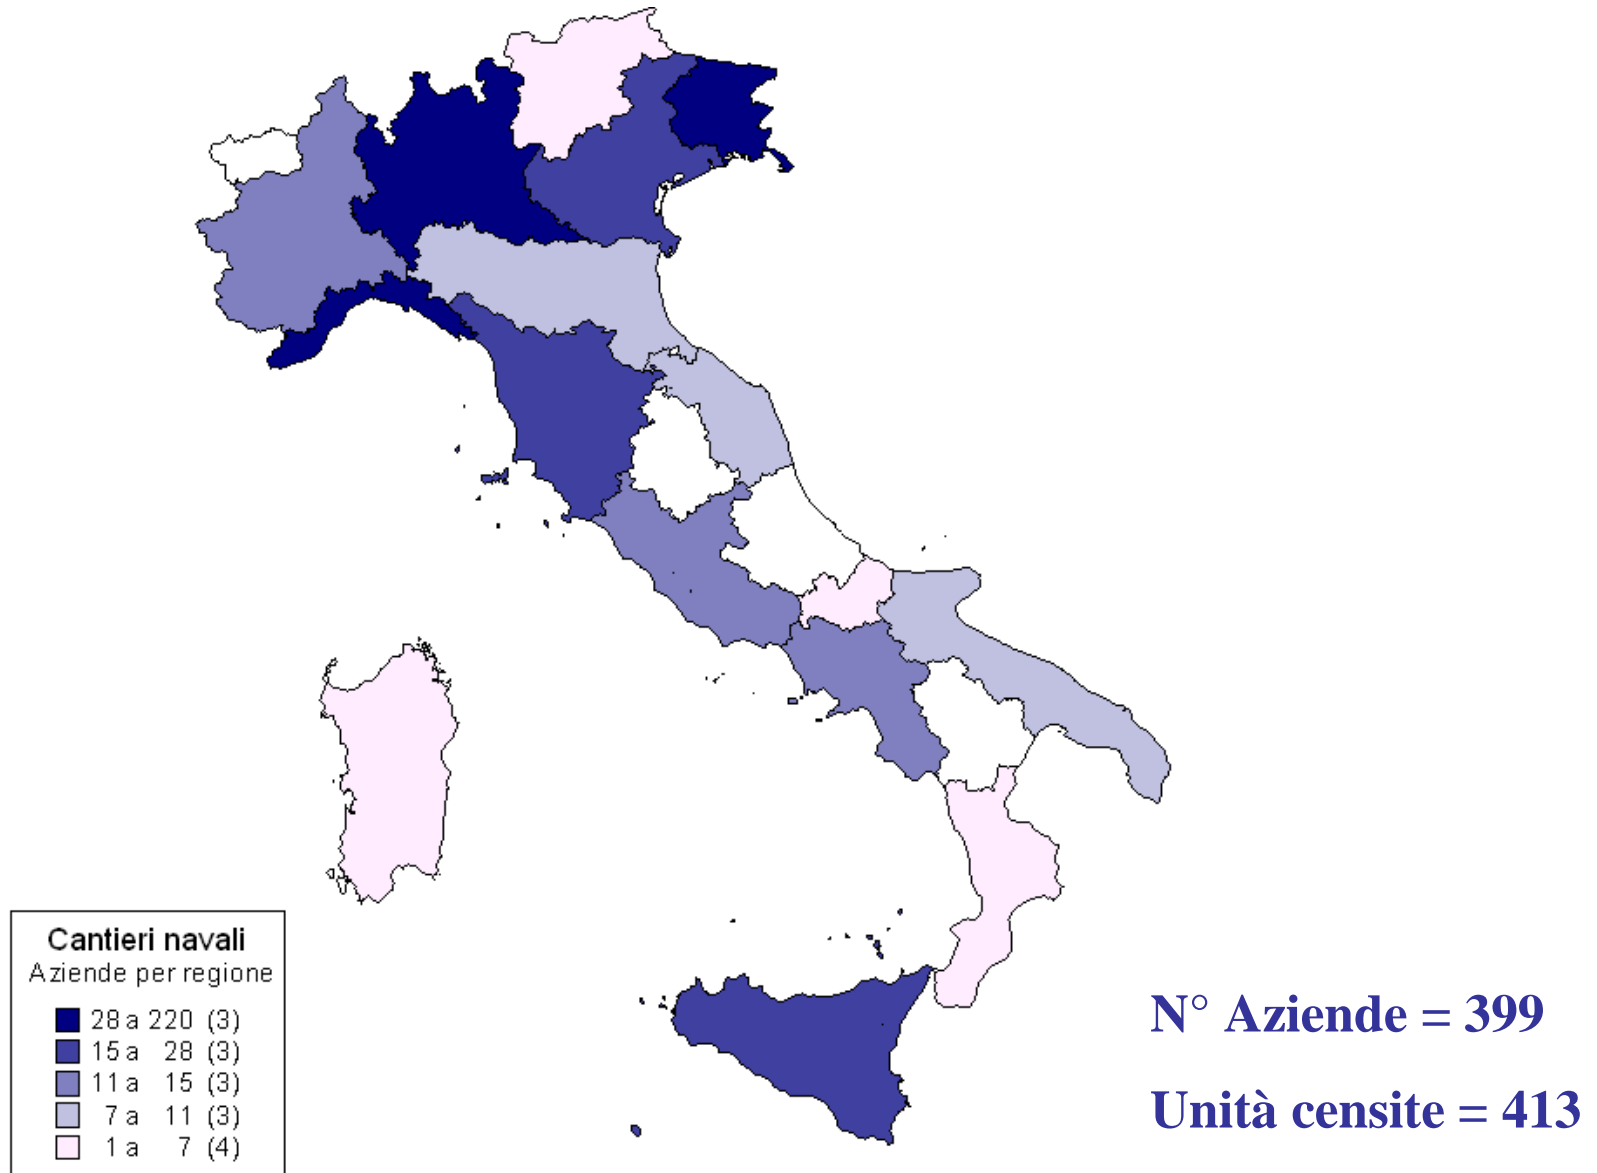 Cantieri navali
Aziende per regione
28 a 220 (3)
15 a 28 (3)
11 a 15 (3)
7 a 11 (3)
1 a 7 (4)
N° Aziende = 399
Unità censite = 413